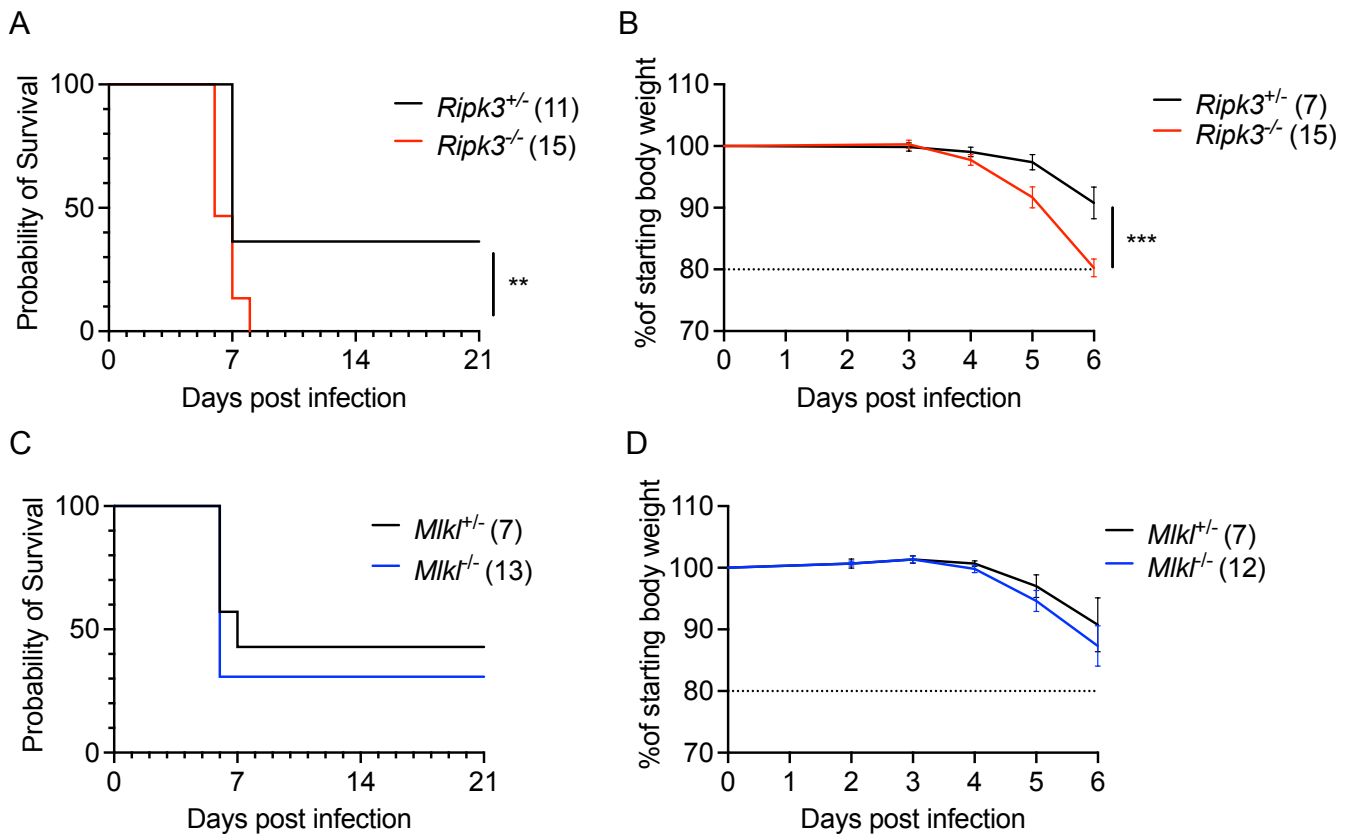 A
Probability of Survival
100
50
0
0 7 14 21
Days post infection
Ripk3+/- (11)
Ripk3-/- (15)
**
B
%of starting body weight
110
100
90
80
70
0 1 2 3 4 5 6
Days post infection
Ripk3+/- (7)
Ripk3-/- (15)
***
C
Probability of Survival
100
50
0
0 7 14 21
Days post infection
Mlkl+/- (7)
Mlkl-/- (13)
D
%of starting body weight
110
100
90
80
70
0 1 2 3 4 5 6
Days post infection
Mlkl+/- (7)
Mlkl-/- (12)